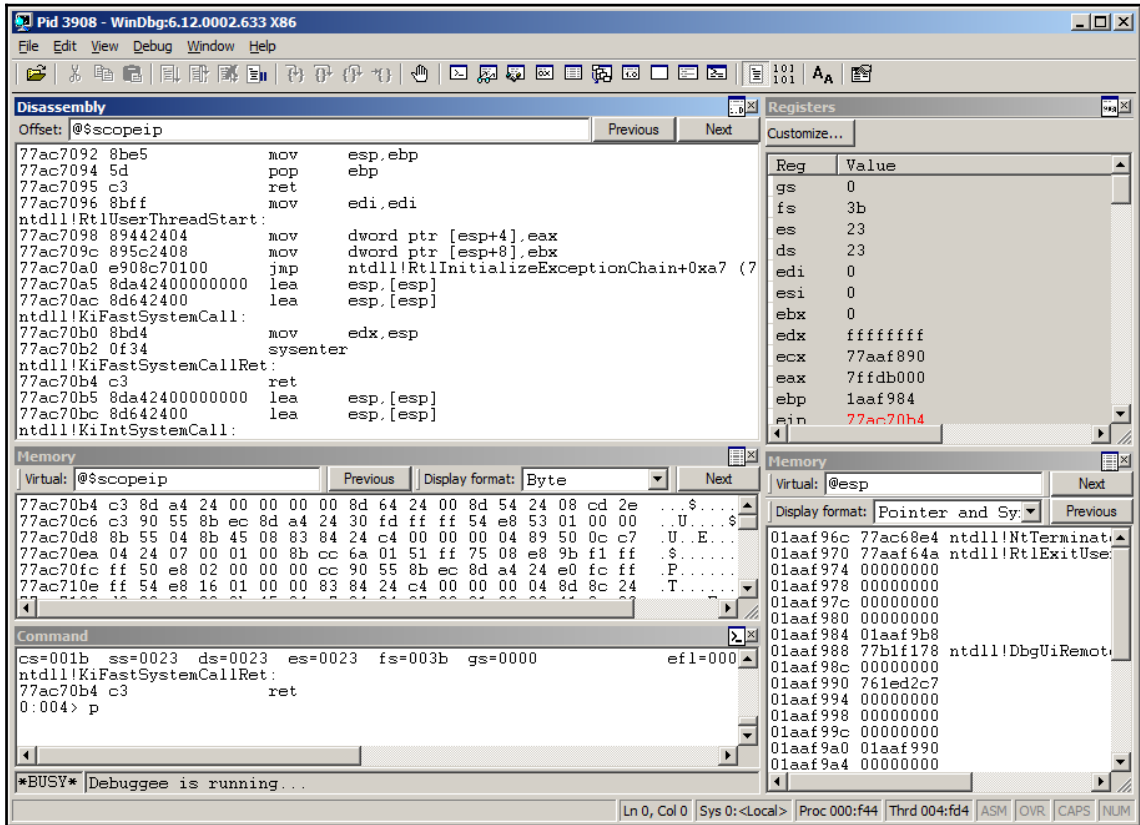 Pid 3908 - WinDbg:6.12.0002.633 X86
File Edit View Debug Window Help
Disassembly
Offset: @$scopeip Previous Next
77ac7092 8be5 mov esp,ebp
77ac7094 5d pop ebp
77ac7095 c3 ret
77ac7096 8bff mov edi,edi
ntdll!RtlUserThreadStart:
77ac7098 89442404 mov dword ptr [esp+4],eax
77ac709c 895c2408 mov dword ptr [esp+8],ebx
77ac70a0 e908c70100 jmp ntdll!RtlInitializeExceptionChain+0xa7 (7
77ac70a5 8da42400000000 lea esp,[esp]
77ac70ac 8d642400 lea esp,[esp]
ntdll!KiFastSystemCall:
77ac70b0 8bd4 mov edx,esp
77ac70b2 0f34 sysenter
ntdll!KiFastSystemCallRet:
77ac70b4 c3 ret
77ac70b5 8da42400000000 lea esp,[esp]
77ac70bc 8d642400 lea esp,[esp]
ntdll!KiIntSystemCall:
Registers
Customize...
Reg Value
gs 0
fs 3b
es 23
ds 23
edi 0
esi 0
ebx 0
edx ffffffff
ecx 77aaf890
eax 7ffdb000
ebp 1aaf984
eip 77ac70b4
Memory
Virtual: @$scopeip Previous Display format: Byte Next
77ac70b4 c3 8d a4 24 00 00 00 00 8d 64 24 00 8d 54 24 08 cd 2e ...$.....
77ac70c6 c3 90 55 8b ec 8d a4 24 30 fd ff ff 54 e8 53 01 00 00 ..U....$
77ac70d8 8b 55 04 8b 45 08 83 84 24 c4 00 00 00 04 89 50 0c c7 .U..E...
77ac70ea 04 24 07 00 01 00 8b cc 6a 01 51 ff 75 08 e8 9b f1 ff .$......
77ac70fc ff 50 e8 02 00 00 00 cc 90 55 8b ec 8d a4 24 e0 fc ff .P......
77ac710e ff 54 e8 16 01 00 00 83 84 24 c4 00 00 00 04 8d 8c 24 .T......
Memory
Virtual: @esp Next
Display format: Pointer and Sy Previous
01aaf96c 77ac68e4 ntdll!NtTerminat
01aaf970 77aaf64a ntdll!RtlExitUse
01aaf974 00000000
01aaf978 00000000
01aaf97c 00000000
01aaf980 00000000
01aaf984 01aaf9b8
01aaf988 77b1f178 ntdll!DbgUiRemot
01aaf98c 00000000
01aaf990 761ed2c7
01aaf994 00000000
01aaf998 00000000
01aaf99c 00000000
01aaf9a0 01aaf990
01aaf9a4 00000000
Command
cs=001b ss=0023 ds=0023 es=0023 fs=003b gs=0000 efl=000
ntdll!KiFastSystemCallRet:
77ac70b4 c3 ret
0:004> p
*BUSY* Debuggee is running...
Ln 0, Col 0 Sys 0:<Local> Proc 000:f44 Thrd 004:fd4 ASM OVR CAPS NUM